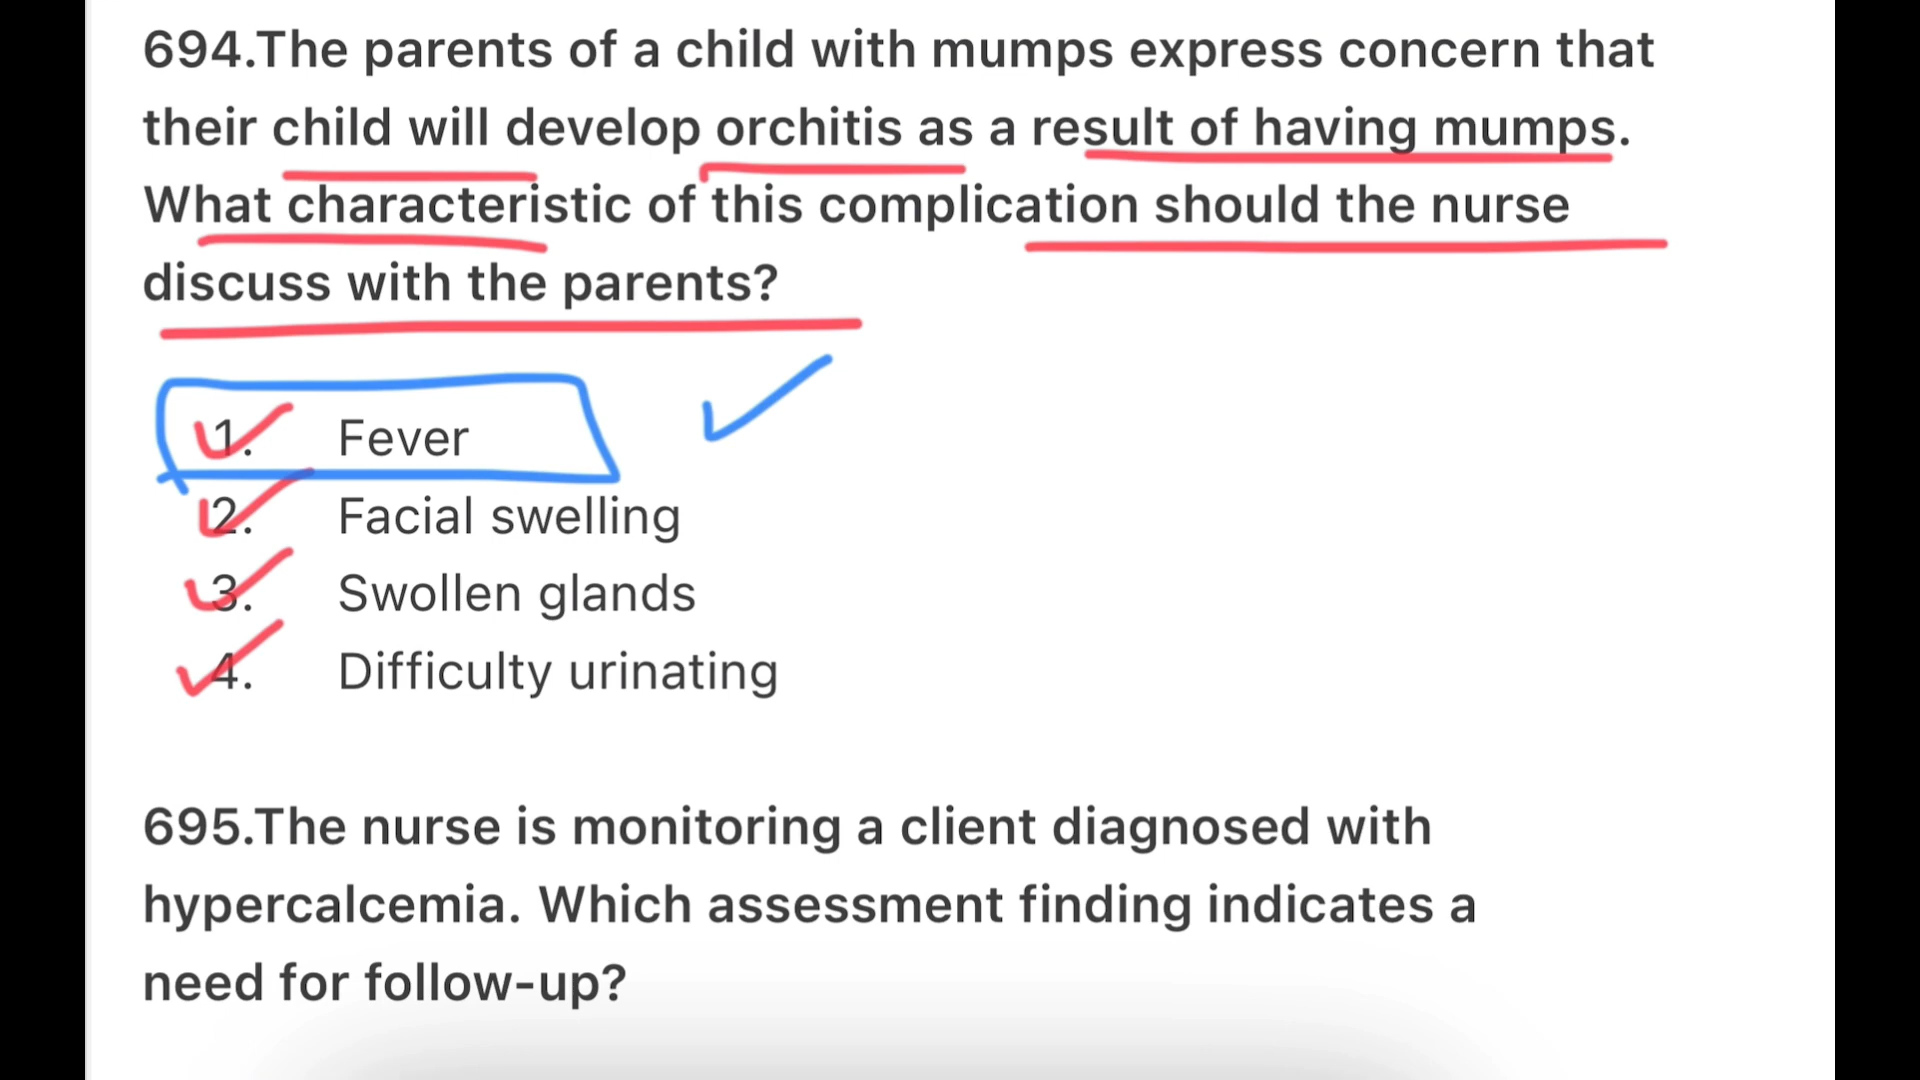 694.The parents of a child with mumps express concern that
their child will develop orchitis as a result of having mumps.
What characteristic of this complication should the nurse
discuss with the parents?
1. Fever
2. Facial swelling
3. Swollen glands
4. Difficulty urinating
695.The nurse is monitoring a client diagnosed with
hypercalcemia. Which assessment finding indicates a
need for follow-up?